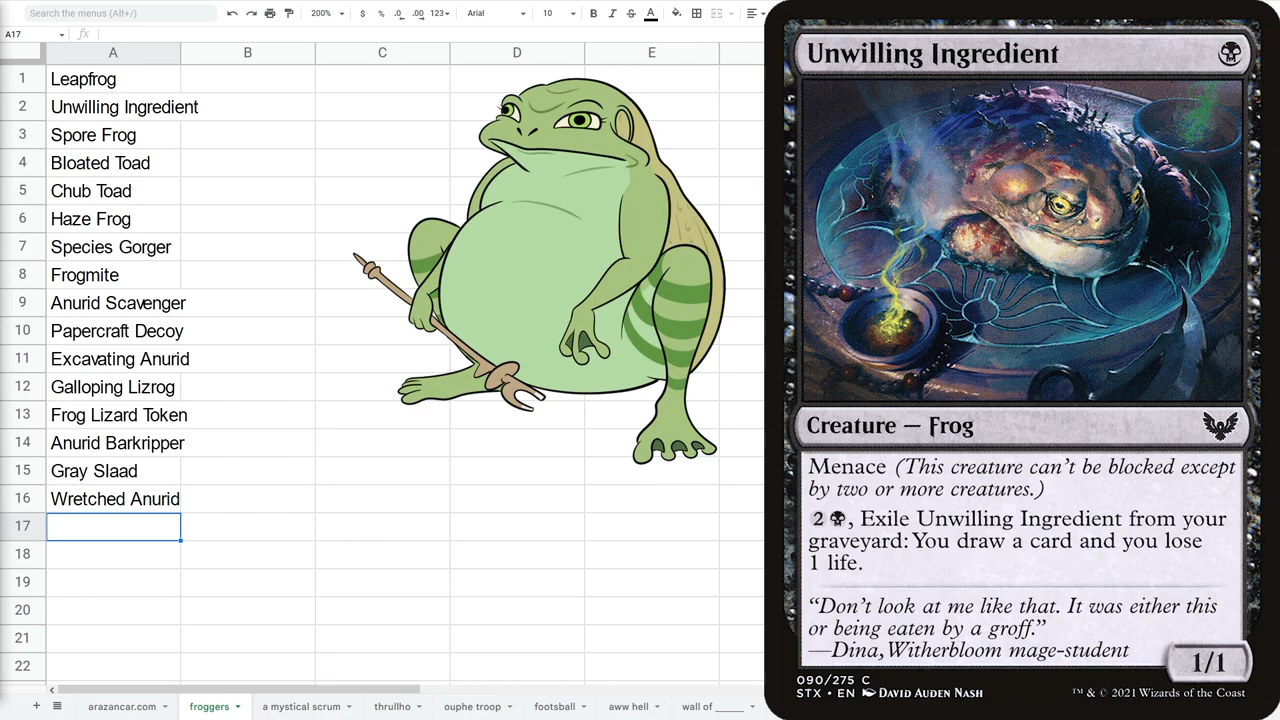 Search the menus (Alt+/)
200%
$ % .0 .00 123
Arial
10
B I S A
A17
fx
A B C D E
1 Leapfrog
2 Unwilling Ingredient
3 Spore Frog
4 Bloated Toad
5 Chub Toad
6 Haze Frog
7 Species Gorger
8 Frogmite
9 Anurid Scavenger
10 Papercraft Decoy
11 Excavating Anurid
12 Galloping Lizrog
13 Frog Lizard Token
14 Anurid Barkripper
15 Gray Slaad
16 Wretched Anurid
17
18
19
20
21
22
arazandrx.com froggers a mystical scrum thrullho ouphe troop footsball aww hell wall of ______
Unwilling Ingredient
Creature — Frog
Menace (This creature can't be blocked except
by two or more creatures.)
2, Exile Unwilling Ingredient from your
graveyard: You draw a card and you lose
1 life.
“Don't look at me like that. It was either this
or being eaten by a groff.”
—Dina, Witherbloom mage-student
1/1
090/275 C
STX • EN David Auden Nash
™ & © 2021 Wizards of the Coast